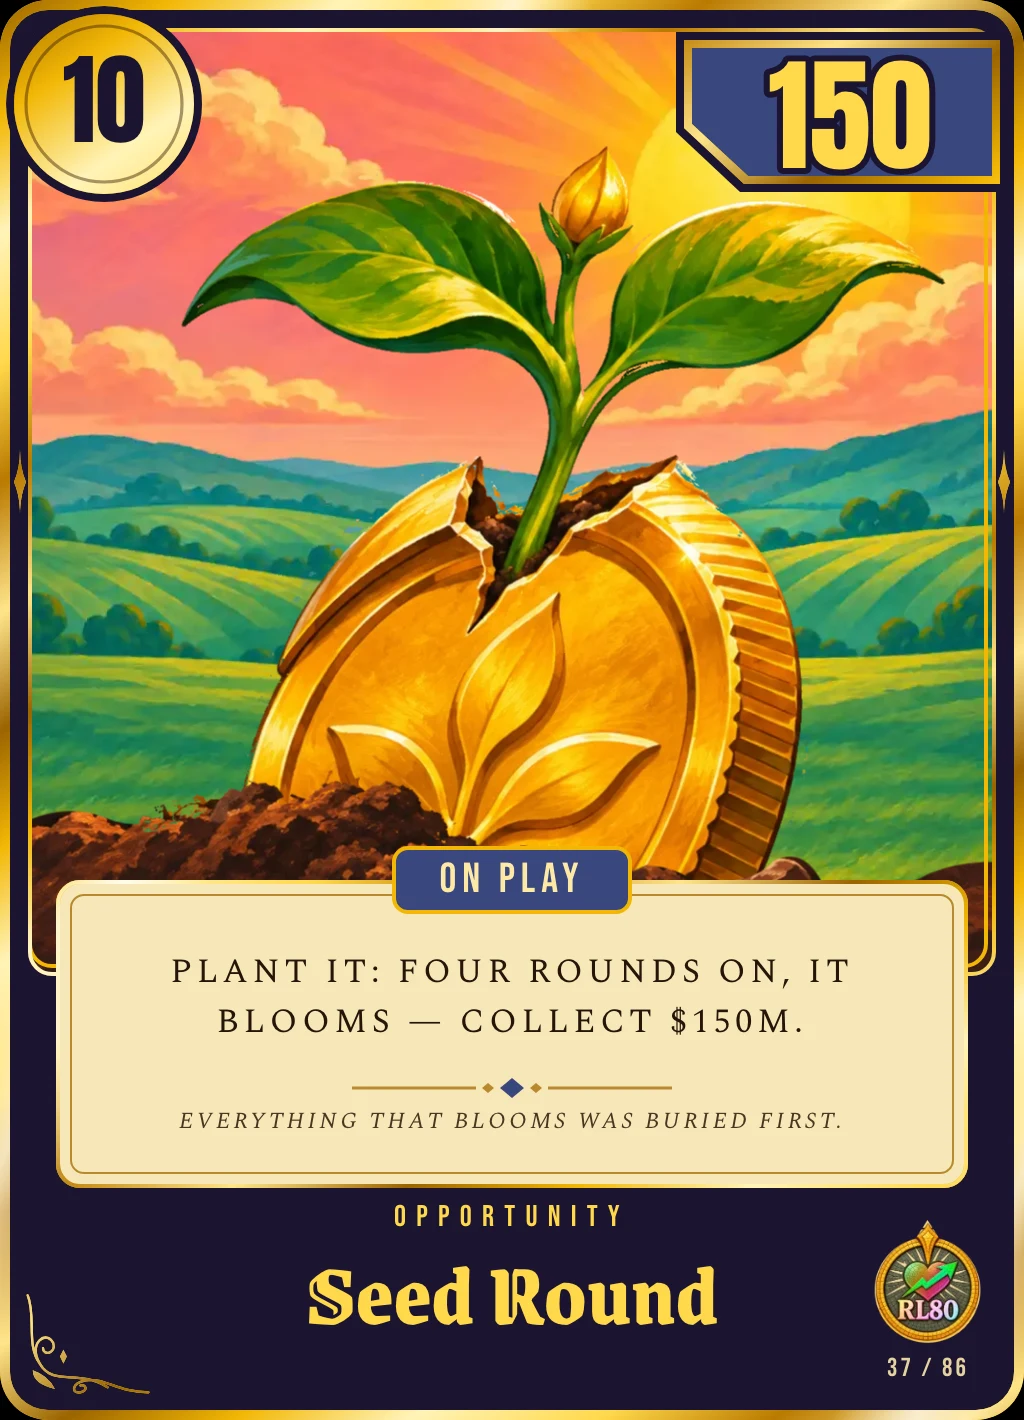 10
150
ON PLAY
PLANT IT: FOUR ROUNDS ON, IT
BLOOMS — COLLECT $150M.
EVERYTHING THAT BLOOMS WAS BURIED FIRST.
OPPORTUNITY
Seed Round
RL80
37 / 86